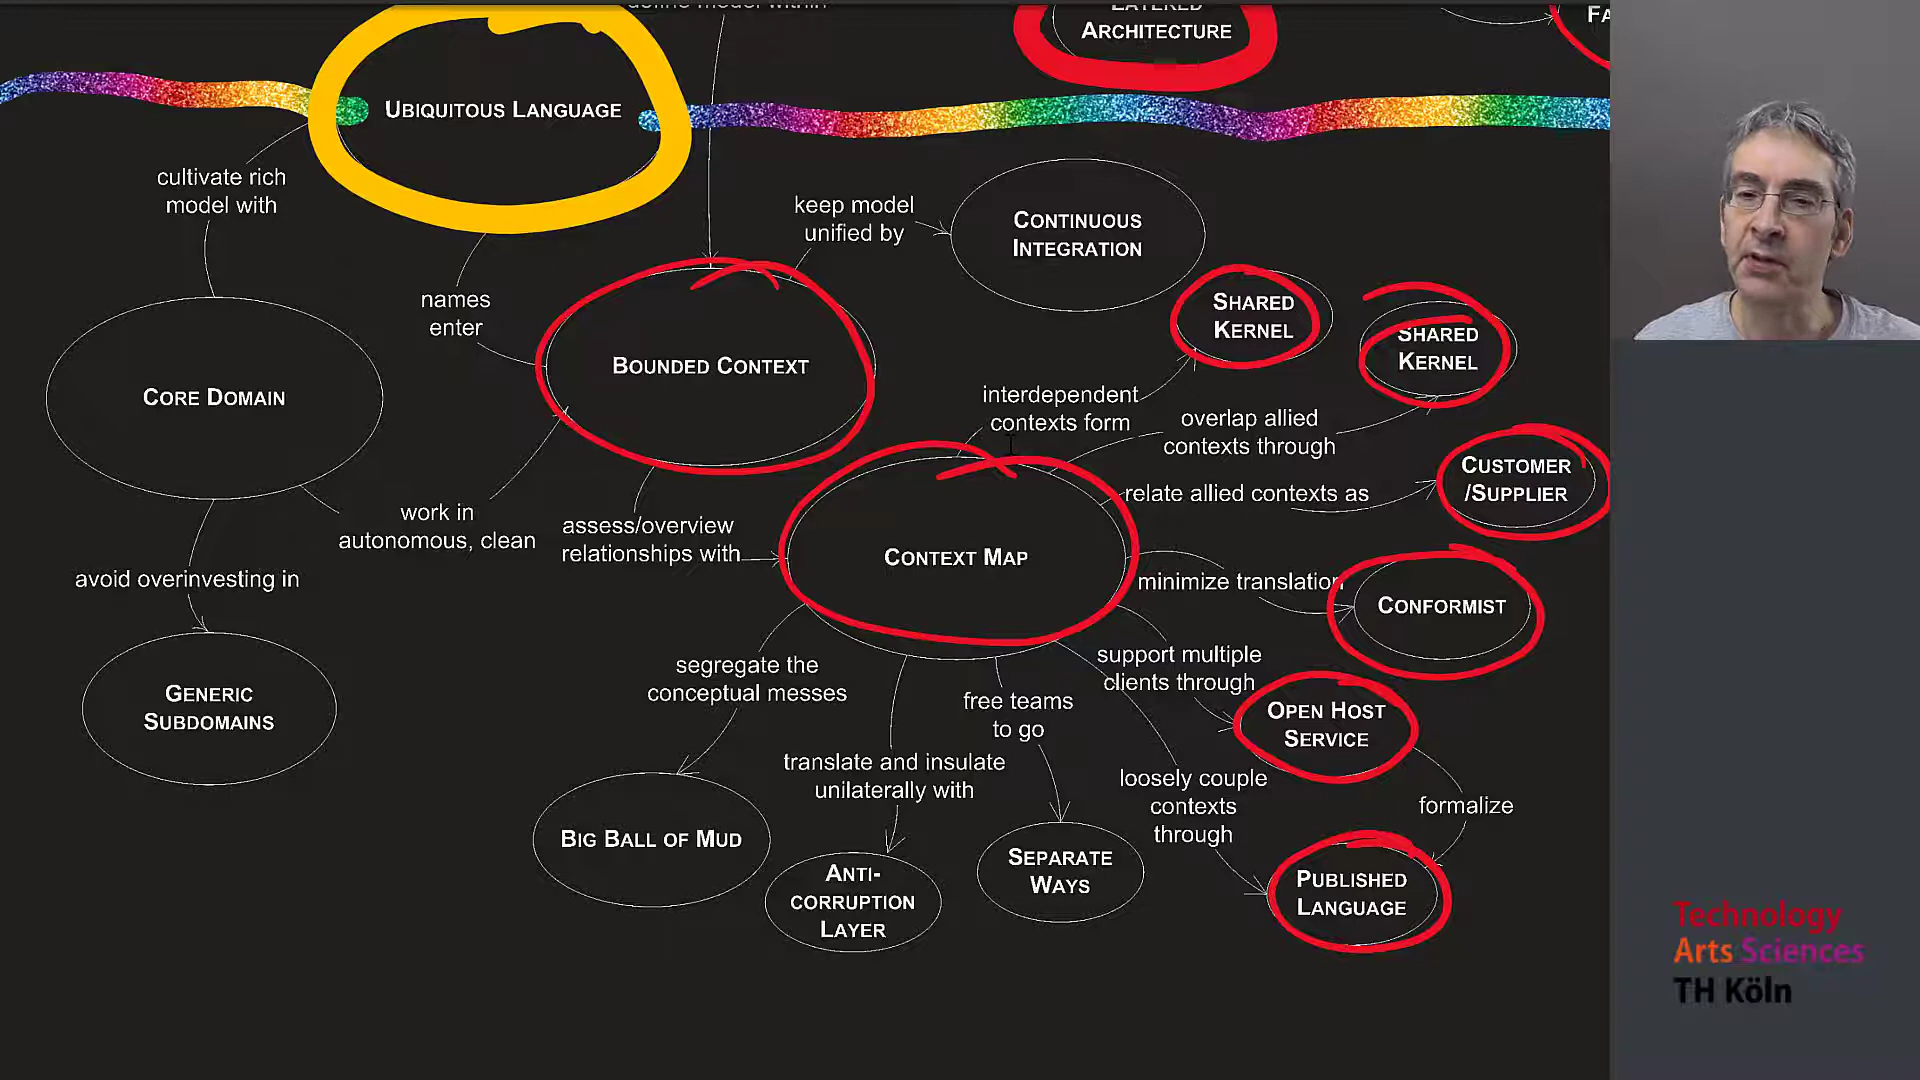 define model within
LAYERED
ARCHITECTURE
FA
UBIQUITOUS LANGUAGE
cultivate rich
model with
keep model
unified by
CONTINUOUS
INTEGRATION
names
enter
SHARED
KERNEL
SHARED
KERNEL
BOUNDED CONTEXT
CORE DOMAIN
interdependent
contexts form
overlap allied
contexts through
CUSTOMER
/SUPPLIER
relate allied contexts as
work in
autonomous, clean
assess/overview
relationships with
CONTEXT MAP
avoid overinvesting in
minimize translation
CONFORMIST
segregate the
conceptual messes
support multiple
clients through
free teams
to go
GENERIC
SUBDOMAINS
OPEN HOST
SERVICE
translate and insulate
unilaterally with
loosely couple
contexts
through
formalize
BIG BALL OF MUD
ANTI-
CORRUPTION
LAYER
SEPARATE
WAYS
PUBLISHED
LANGUAGE
Technology
Arts Sciences
TH Köln